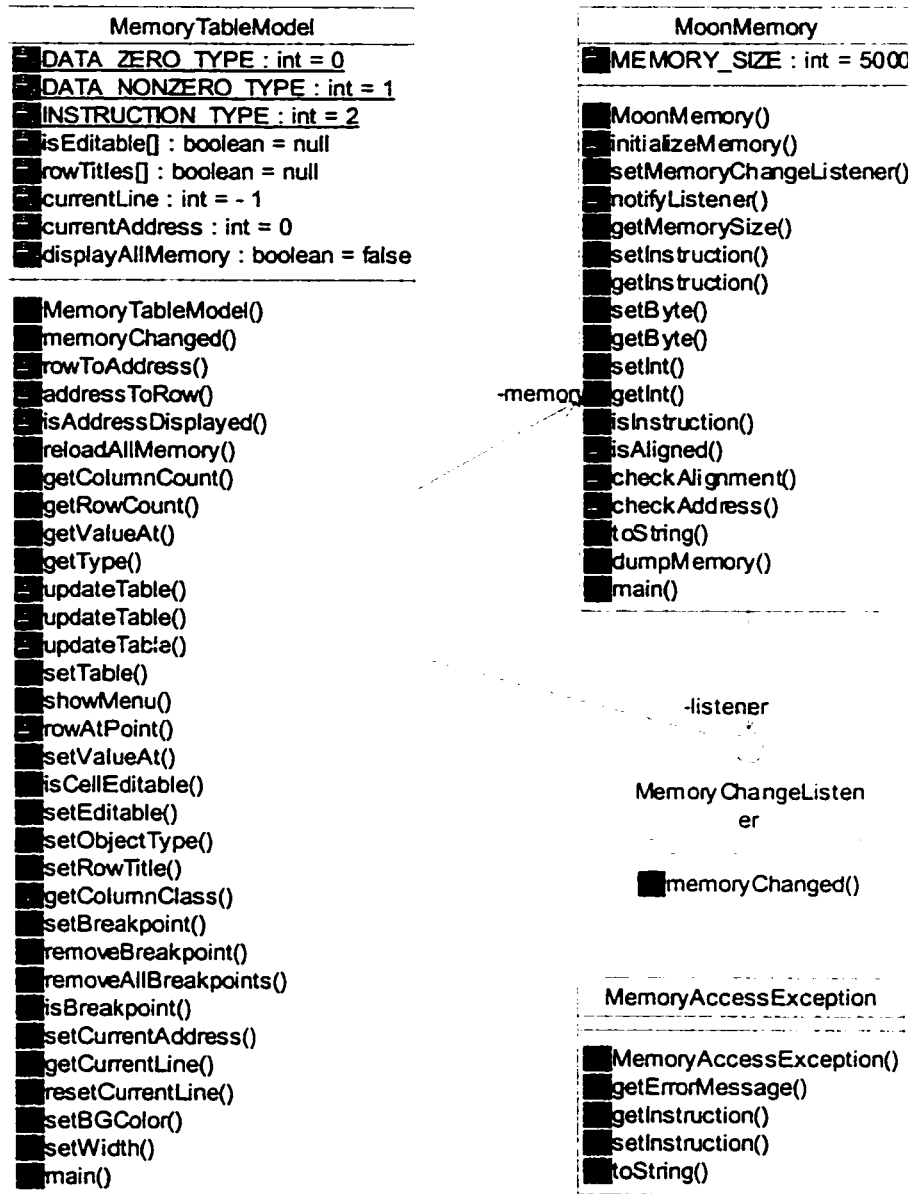 MemoryTableModel
DATA_ZERO_TYPE : int = 0
DATA_NONZERO_TYPE : int = 1
INSTRUCTION_TYPE : int = 2
isEditable[] : boolean = null
rowTitles[] : boolean = null
currentLine : int = - 1
currentAddress : int = 0
displayAllMemory : boolean = false
MemoryTableModel()
memoryChanged()
rowToAddress()
addressToRow()
isAddressDisplayed()
reloadAllMemory()
getColumnCount()
getRowCount()
getValueAt()
getType()
updateTable()
updateTable()
updateTable()
setTable()
showMenu()
rowAtPoint()
setValueAt()
isCellEditable()
setEditable()
setObjectType()
setRowTitle()
getColumnClass()
setBreakpoint()
removeBreakpoint()
removeAllBreakpoints()
isBreakpoint()
setCurrentAddress()
getCurrentLine()
resetCurrentLine()
setBGColor()
setWidth()
main()
MoonMemory
MEMORY_SIZE : int = 5000
MoonMemory()
initializeMemory()
setMemoryChangeListener()
notifyListener()
getMemorySize()
setInstruction()
getInstruction()
setByte()
getByte()
setInt()
-memory
getInt()
isInstruction()
isAligned()
checkAlignment()
checkAddress()
toString()
dumpMemory()
main()
-listener
MemoryChangeListen
er
memoryChanged()
MemoryAccessException
MemoryAccessException()
getErrorMessage()
getInstruction()
setInstruction()
toString()